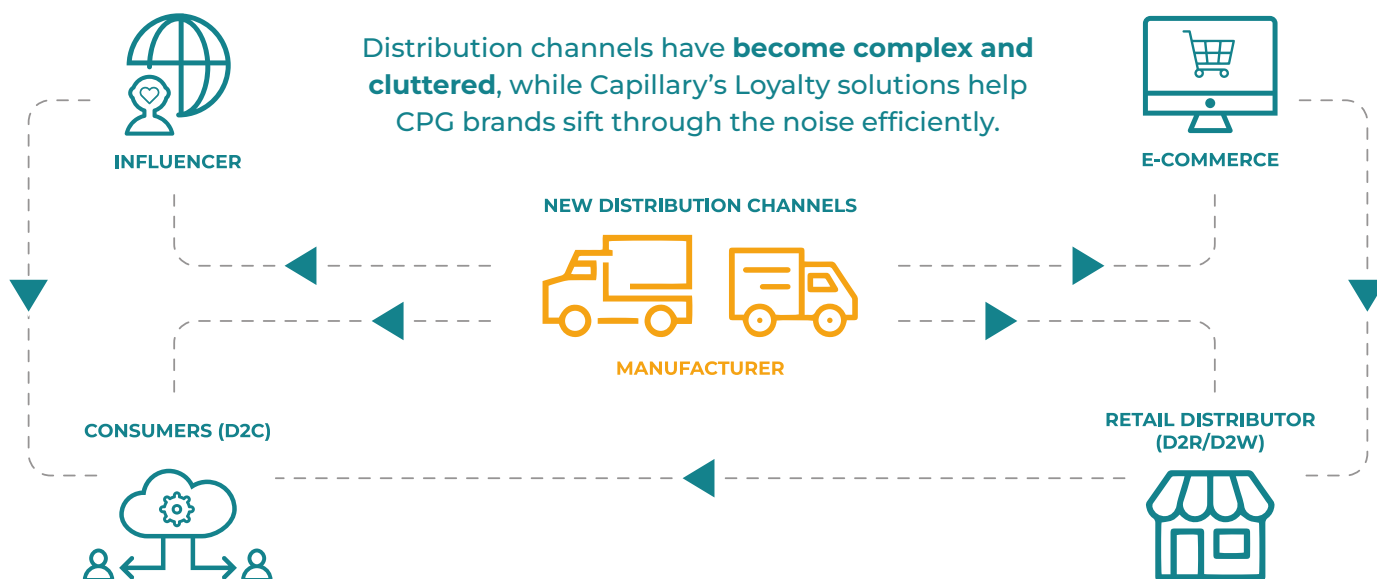 Distribution channels have become complex and
cluttered, while Capillary’s Loyalty solutions help
CPG brands sift through the noise efficiently.
INFLUENCER
E-COMMERCE
NEW DISTRIBUTION CHANNELS
MANUFACTURER
CONSUMERS (D2C)
RETAIL DISTRIBUTOR
(D2R/D2W)